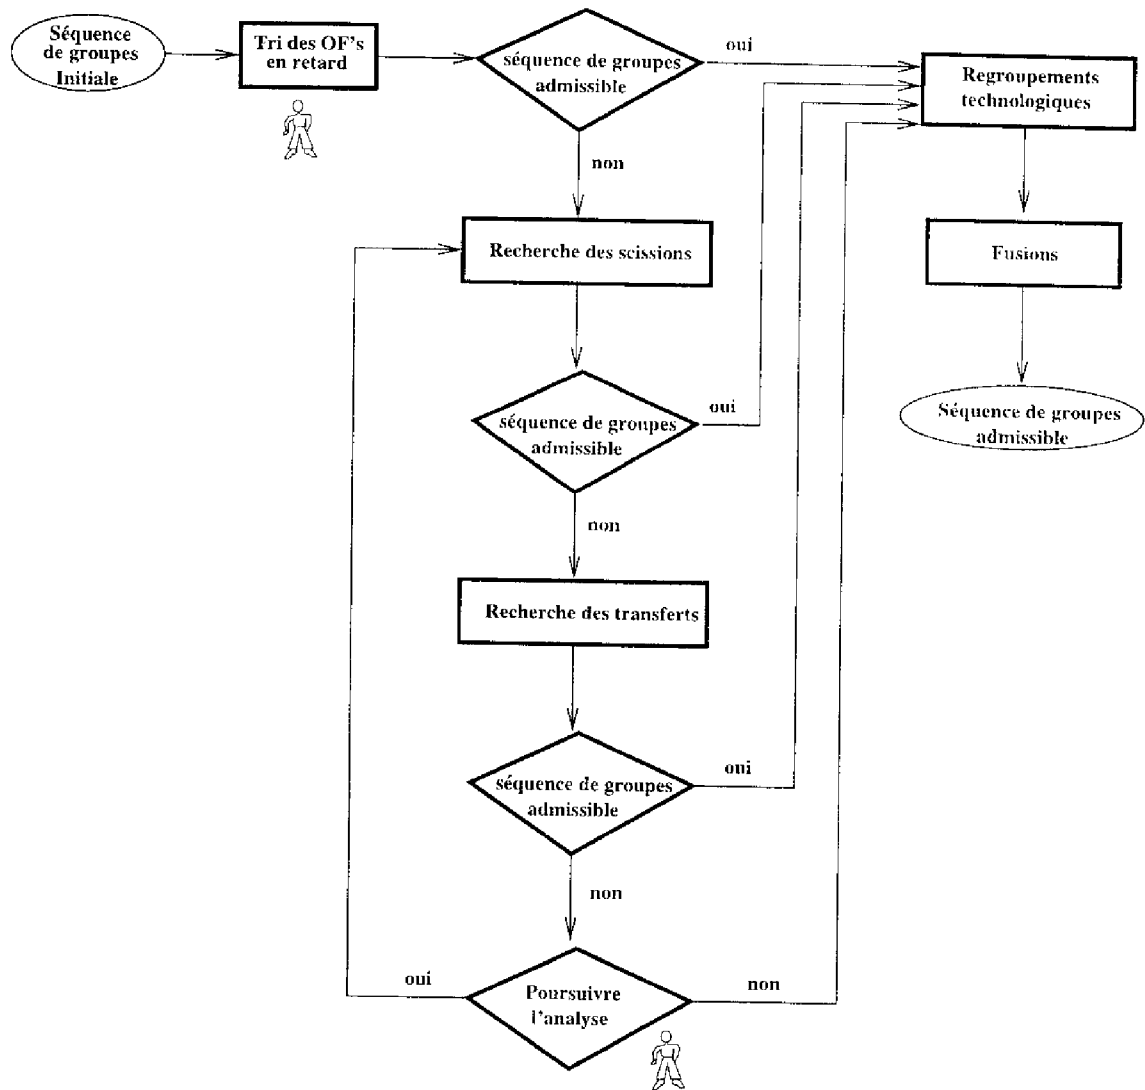 Séquence
de groupes
Initiale
Tri des OF's
en retard
séquence de groupes
admissible
oui
Regroupements
technologiques
non
Recherche des scissions
Fusions
séquence de groupes
admissible
oui
Séquence de groupes
admissible
non
Recherche des transferts
séquence de groupes
admissible
oui
non
oui
Poursuivre
l'analyse
non